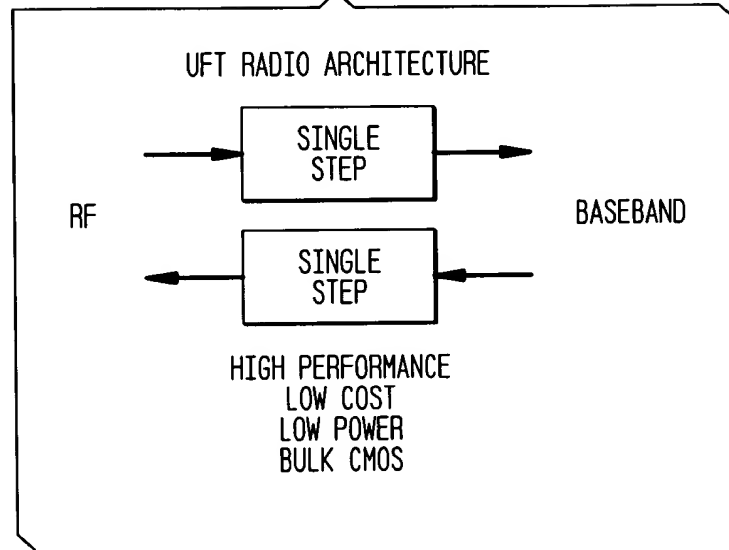 UFT RADIO ARCHITECTURE
SINGLE
STEP
RF
BASEBAND
SINGLE
STEP
HIGH PERFORMANCE
LOW COST
LOW POWER
BULK CMOS